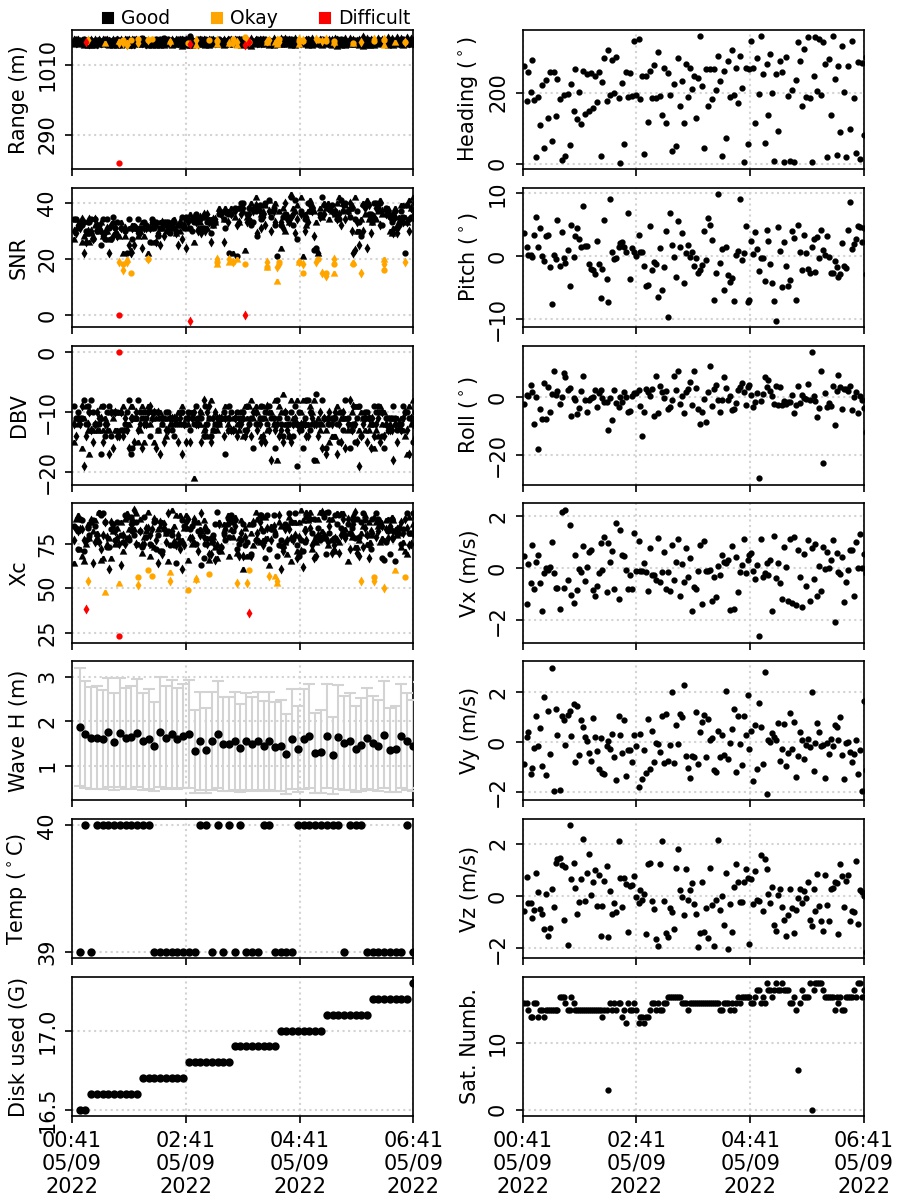 Good Okay Difficult
Range (m)
1010
290
Heading (°)
200
0
SNR
40
20
0
Pitch (°)
10
0
−10
DBV
0
−10
−20
Roll (°)
0
−20
Xc
75
50
25
Vx (m/s)
2
0
−2
Wave H (m)
3
2
1
Vy (m/s)
2
0
−2
Temp (°C)
40
39
Vz (m/s)
2
0
−2
Disk used (G)
17.0
16.5
Sat. Numb.
10
0
00:41 02:41 04:41 06:41
05/09 05/09 05/09 05/09
2022 2022 2022 2022
00:41 02:41 04:41 06:41
05/09 05/09 05/09 05/09
2022 2022 2022 2022